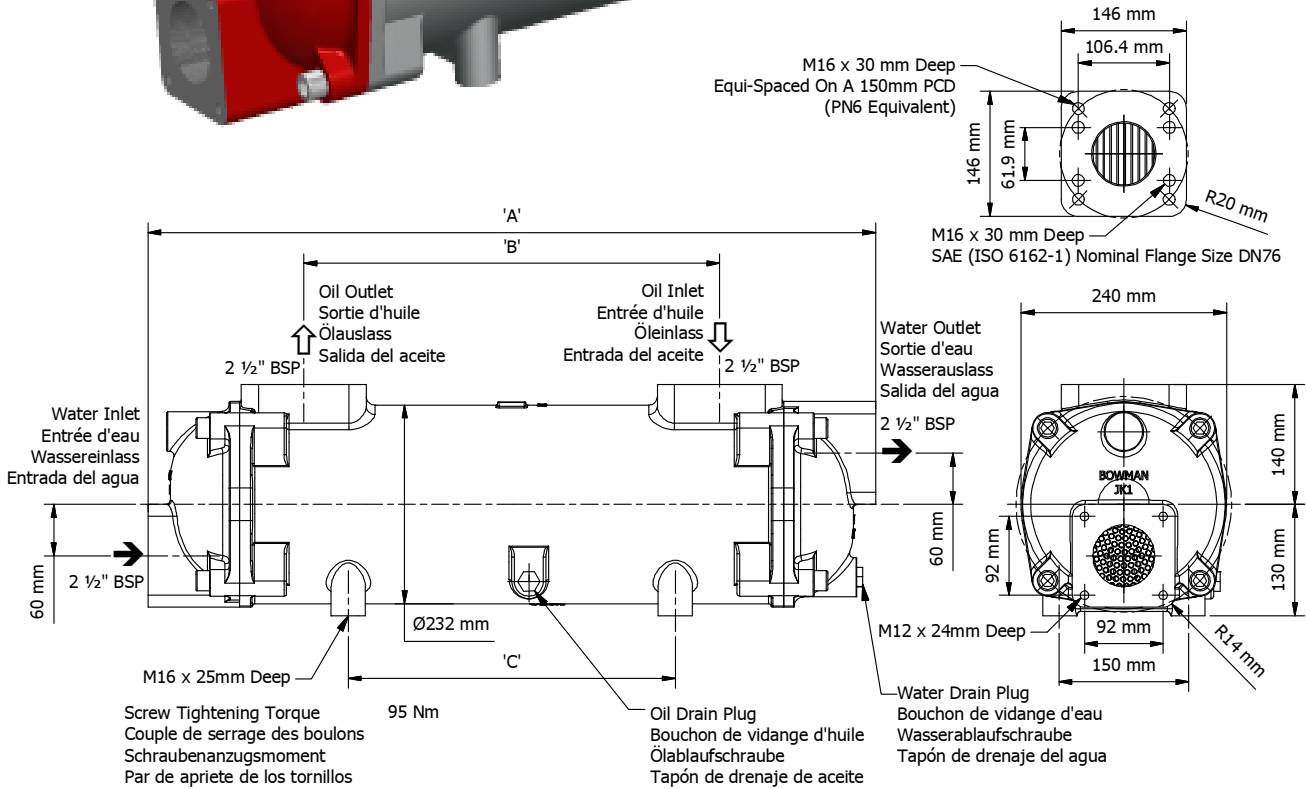 146 mm
106.4 mm
M16 x 30 mm Deep
Equi-Spaced On A 150mm PCD
(PN6 Equivalent)
146 mm
61.9 mm
R20 mm
M16 x 30 mm Deep
SAE (ISO 6162-1) Nominal Flange Size DN76
'A'
'B'
Oil Outlet
Sortie d'huile
Ölauslass
Salida del aceite
2 ½" BSP
Oil Inlet
Entrée d'huile
Öleinlass
Entrada del aceite
2 ½" BSP
Water Outlet
Sortie d'eau
Wasserauslass
Salida del agua
2 ½" BSP
Water Inlet
Entrée d'eau
Wassereinlass
Entrada del agua
2 ½" BSP
60 mm
60 mm
Ø232 mm
'C'
M16 x 25mm Deep
Screw Tightening Torque
Couple de serrage des boulons
Schraubenanzugsmoment
Par de apriete de los tornillos
95 Nm
Oil Drain Plug
Bouchon de vidange d'huile
Ölablaufschraube
Tapón de drenaje de aceite
Water Drain Plug
Bouchon de vidange d'eau
Wasserablaufschraube
Tapón de drenaje del agua
240 mm
BOWMAN
JK1
140 mm
130 mm
92 mm
M12 x 24mm Deep
92 mm
150 mm
R14 mm